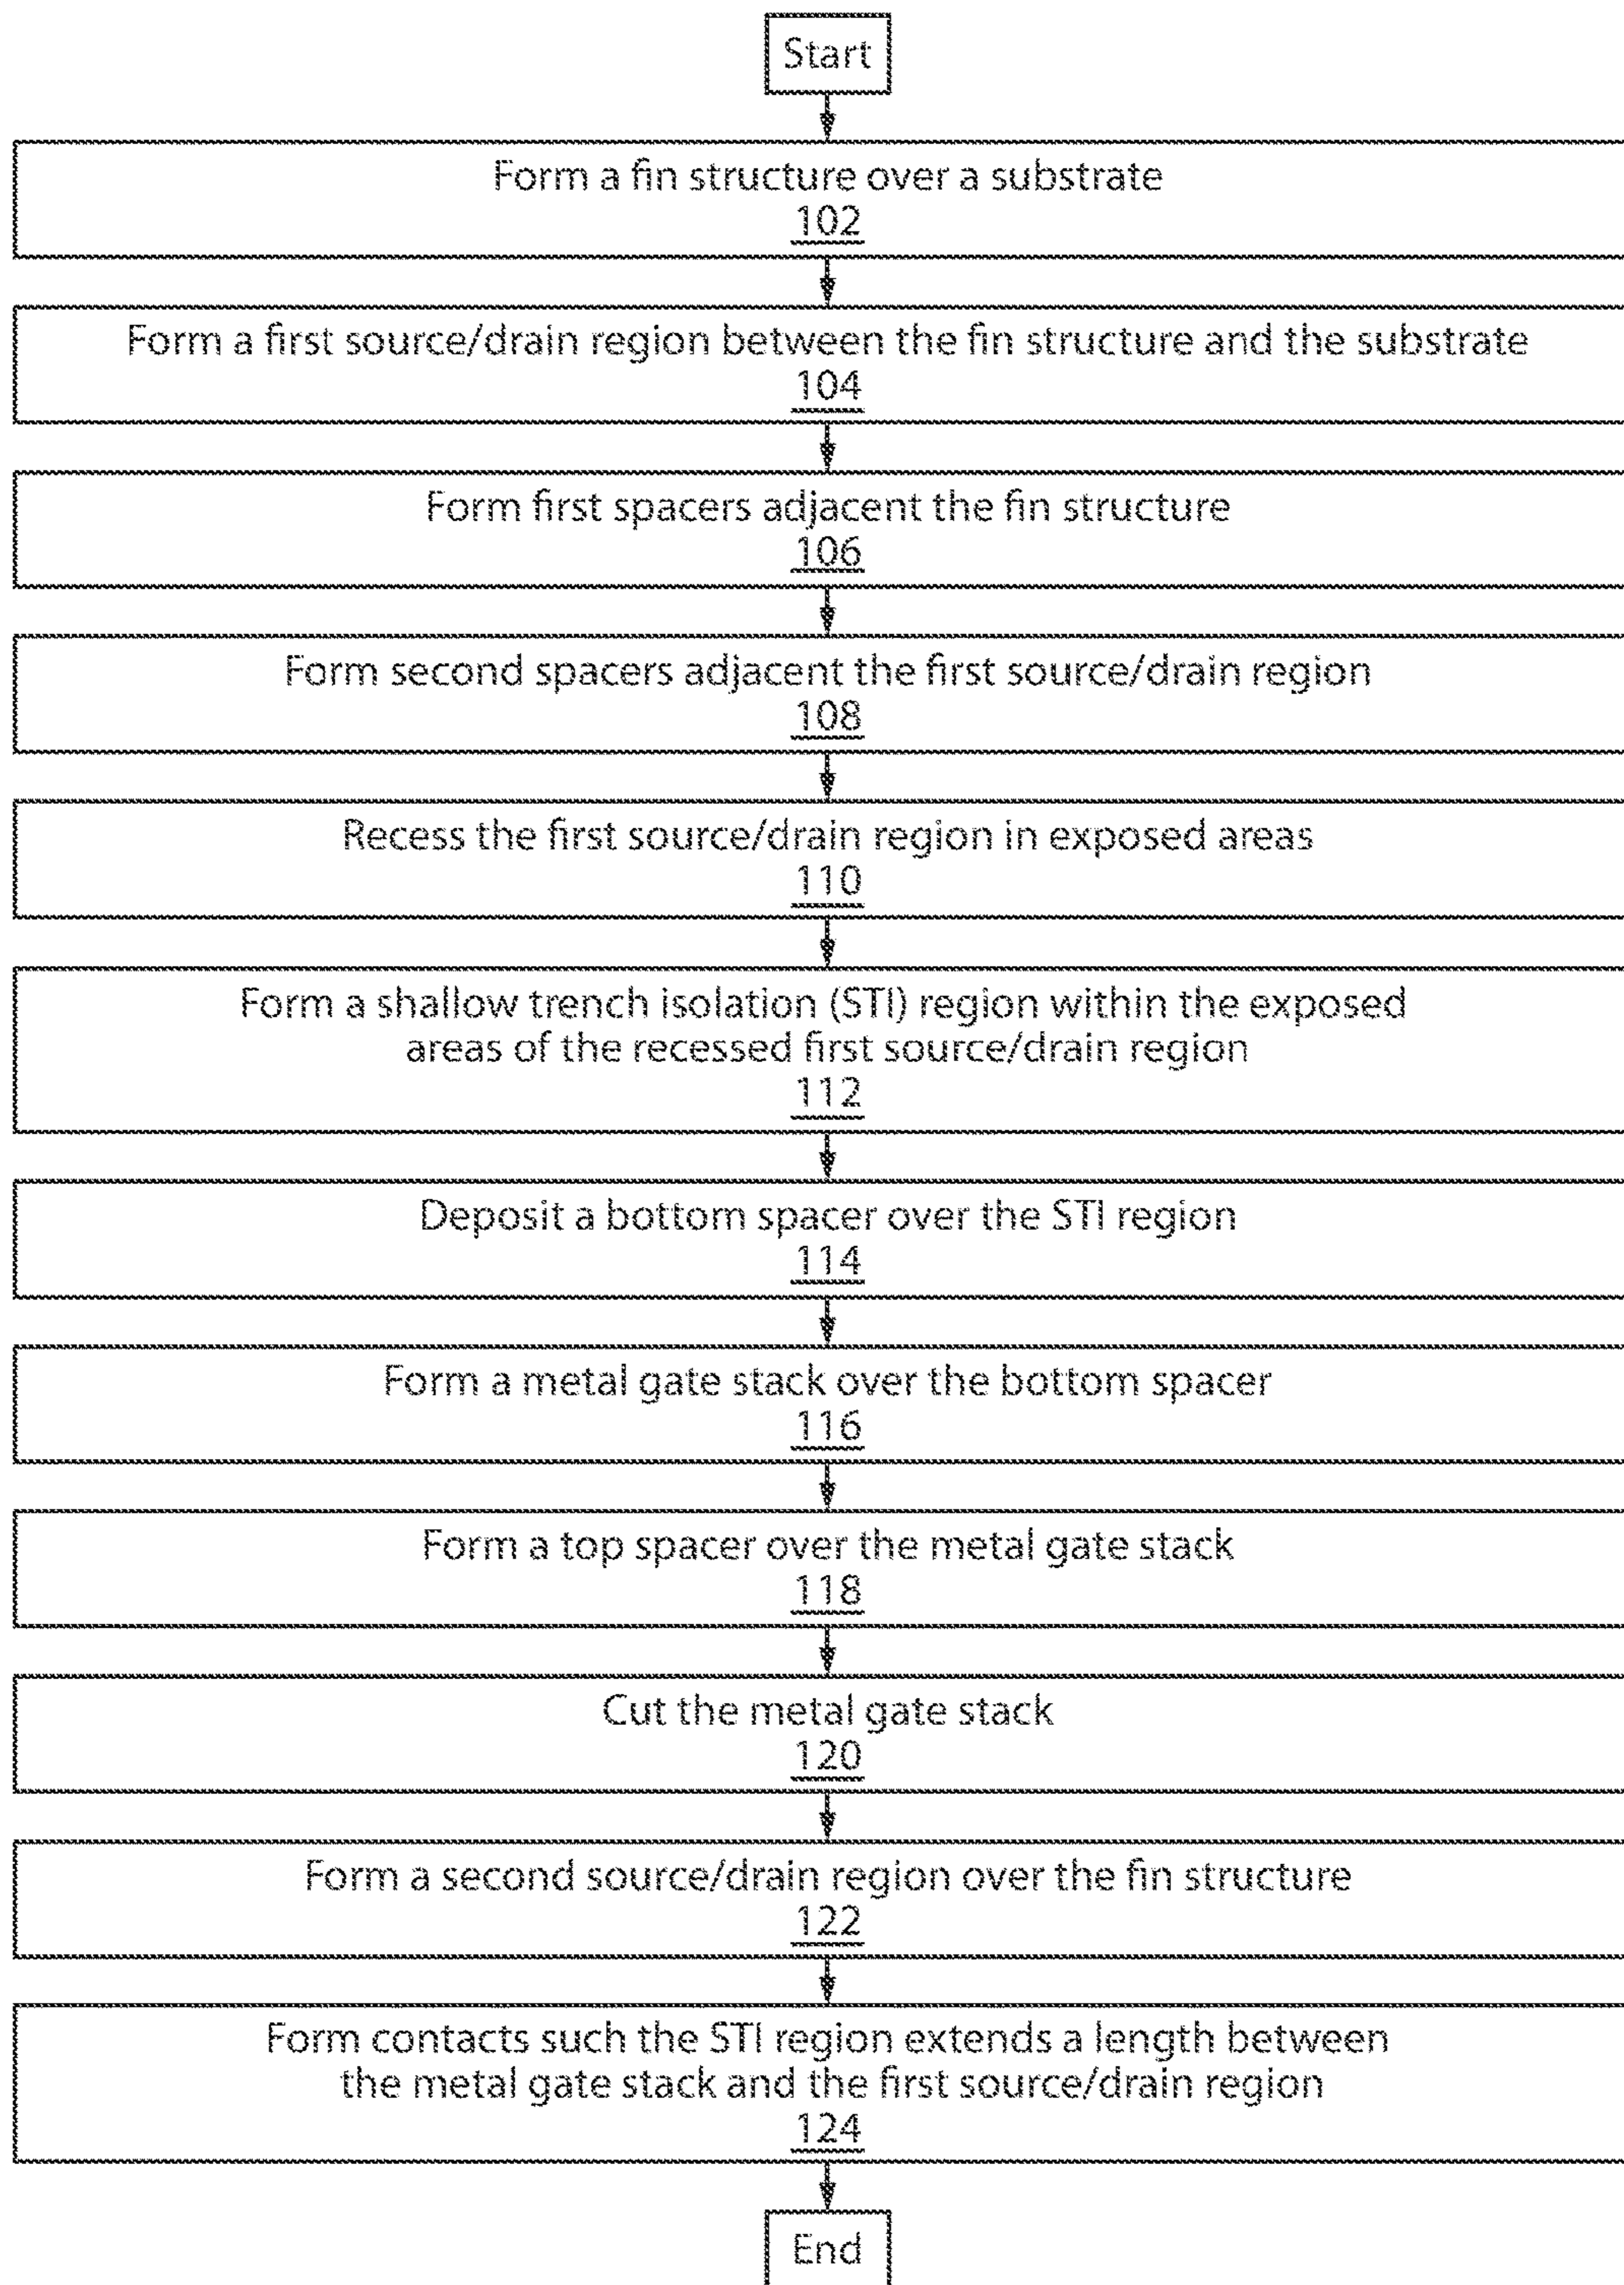 Start
Form a fin structure over a substrate
102
Form a first source/drain region between the fin structure and the substrate
104
Form first spacers adjacent the fin structure
106
Form second spacers adjacent the first source/drain region
108
Recess the first source/drain region in exposed areas
110
Form a shallow trench isolation (STI) region within the exposed
areas of the recessed first source/drain region
112
Deposit a bottom spacer over the STI region
114
Form a metal gate stack over the bottom spacer
116
Form a top spacer over the metal gate stack
118
Cut the metal gate stack
120
Form a second source/drain region over the fin structure
122
Form contacts such the STI region extends a length between
the metal gate stack and the first source/drain region
124
End